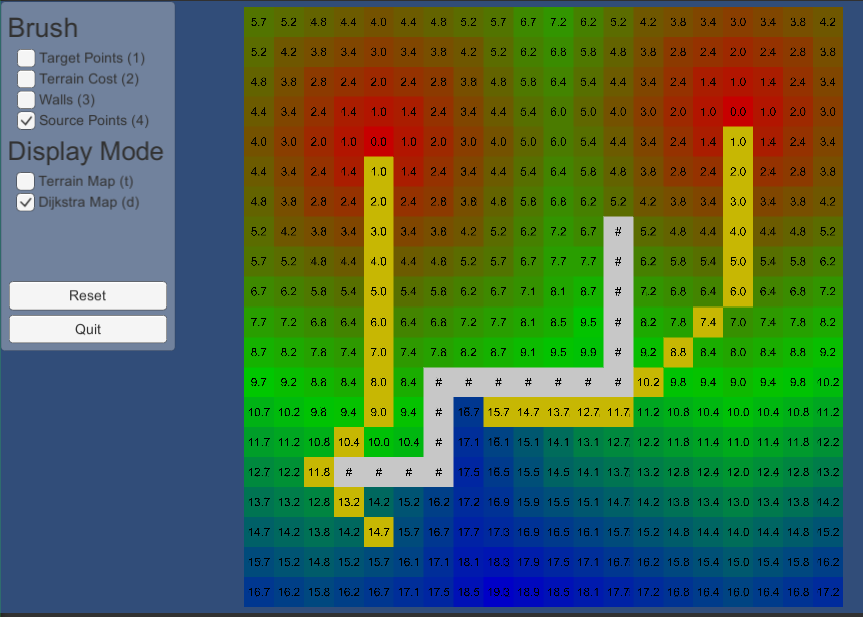 Brush
Target Points (1)
Terrain Cost (2)
Walls (3)
Source Points (4)
Display Mode
Terrain Map (t)
Dijkstra Map (d)
Reset
Quit
5.7 5.2 4.8 4.4 4.0 4.4 4.8 5.2 5.7 6.7 7.2 6.2 5.2 4.2 3.8 3.4 3.0 3.4 3.8 4.2
5.2 4.2 3.8 3.4 3.0 3.4 3.8 4.2 5.2 6.2 6.8 5.8 4.8 3.8 2.8 2.4 2.0 2.4 2.8 3.8
4.8 3.8 2.8 2.4 2.0 2.4 2.8 3.8 4.8 5.8 6.4 5.4 4.4 3.4 2.4 1.4 1.0 1.4 2.4 3.4
4.4 3.4 2.4 1.4 1.0 1.4 2.4 3.4 4.4 5.4 6.0 5.0 4.0 3.0 2.0 1.0 0.0 1.0 2.0 3.0
4.0 3.0 2.0 1.0 0.0 1.0 2.0 3.0 4.0 5.0 6.0 5.4 4.4 3.4 2.4 1.4 1.0 1.4 2.4 3.4
4.4 3.4 2.4 1.4 1.0 1.4 2.4 3.4 4.4 5.4 6.4 5.8 4.8 3.8 2.8 2.4 2.0 2.4 2.8 3.8
4.8 3.8 2.8 2.4 2.0 2.4 2.8 3.8 4.8 5.8 6.8 6.2 5.2 4.2 3.8 3.4 3.0 3.4 3.8 4.2
5.2 4.2 3.8 3.4 3.0 3.4 3.8 4.2 5.2 6.2 7.2 6.7 # 5.2 4.8 4.4 4.0 4.4 4.8 5.2
5.7 5.2 4.8 4.4 4.0 4.4 4.8 5.2 5.7 6.7 7.7 7.7 # 6.2 5.8 5.4 5.0 5.4 5.8 6.2
6.7 6.2 5.8 5.4 5.0 5.4 5.8 6.2 6.7 7.1 8.1 8.7 # 7.2 6.8 6.4 6.0 6.4 6.8 7.2
7.7 7.2 6.8 6.4 6.0 6.4 6.8 7.2 7.7 8.1 8.5 9.5 # 8.2 7.8 7.4 7.0 7.4 7.8 8.2
8.7 8.2 7.8 7.4 7.0 7.4 7.8 8.2 8.7 9.1 9.5 9.9 # 9.2 8.8 8.4 8.0 8.4 8.8 9.2
9.7 9.2 8.8 8.4 8.0 8.4 # # # # # # # 10.2 9.8 9.4 9.0 9.4 9.8 10.2
10.7 10.2 9.8 9.4 9.0 9.4 # 16.7 15.7 14.7 13.7 12.7 11.7 11.2 10.8 10.4 10.0 10.4 10.8 11.2
11.7 11.2 10.8 10.4 10.0 10.4 # 17.1 16.1 15.1 14.1 13.1 12.7 12.2 11.8 11.4 11.0 11.4 11.8 12.2
12.7 12.2 11.8 # # # # 17.5 16.5 15.5 14.5 14.1 13.7 13.2 12.8 12.4 12.0 12.4 12.8 13.2
13.7 13.2 12.8 13.2 14.2 15.2 16.2 17.2 16.9 15.9 15.5 15.1 14.7 14.2 13.8 13.4 13.0 13.4 13.8 14.2
14.7 14.2 13.8 14.2 14.7 15.7 16.7 17.7 17.3 16.9 16.5 16.1 15.7 15.2 14.8 14.4 14.0 14.4 14.8 15.2
15.7 15.2 14.8 15.2 15.7 16.1 17.1 18.1 18.3 17.9 17.5 17.1 16.7 16.2 15.8 15.4 15.0 15.4 15.8 16.2
16.7 16.2 15.8 16.2 16.7 17.1 17.5 18.5 19.3 18.9 18.5 18.1 17.7 17.2 16.8 16.4 16.0 16.4 16.8 17.2